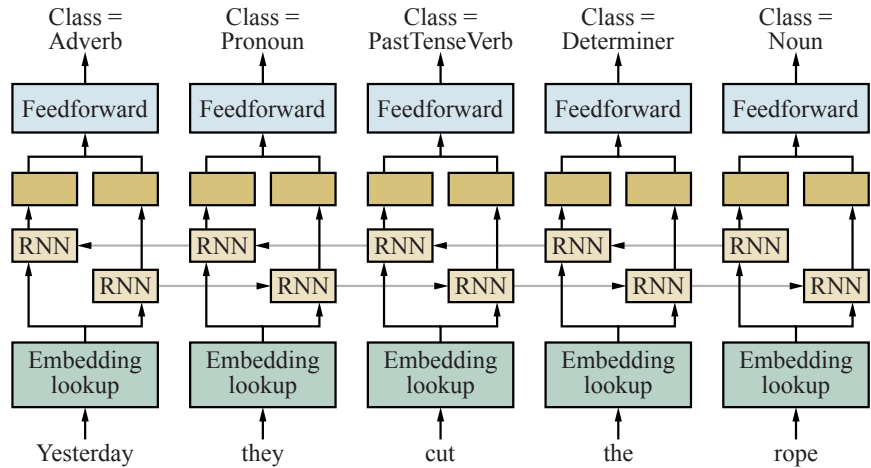 Class = Class = Class = Class = Class =
Adverb Pronoun PastTenseVerb Determiner Noun
Feedforward Feedforward Feedforward Feedforward Feedforward
RNN RNN RNN RNN RNN
RNN RNN RNN RNN RNN
Embedding Embedding Embedding Embedding Embedding
lookup lookup lookup lookup lookup
Yesterday they cut the rope